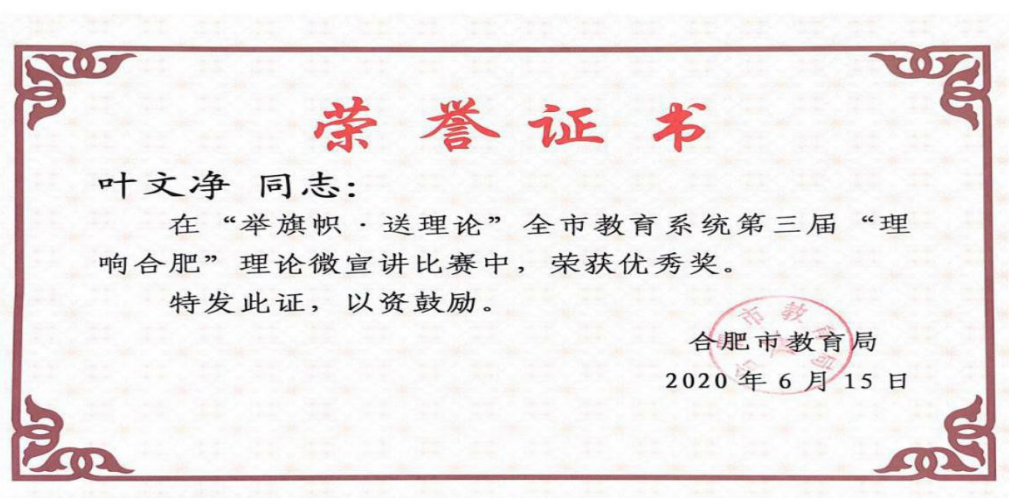 荣誉证书
叶文净 同志：
在“举旗帜·送理论”全市教育系统第三届“理
响合肥”理论微宣讲比赛中，荣获优秀奖。
特发此证，以资鼓励。
合肥市教育局
2020年6月15日